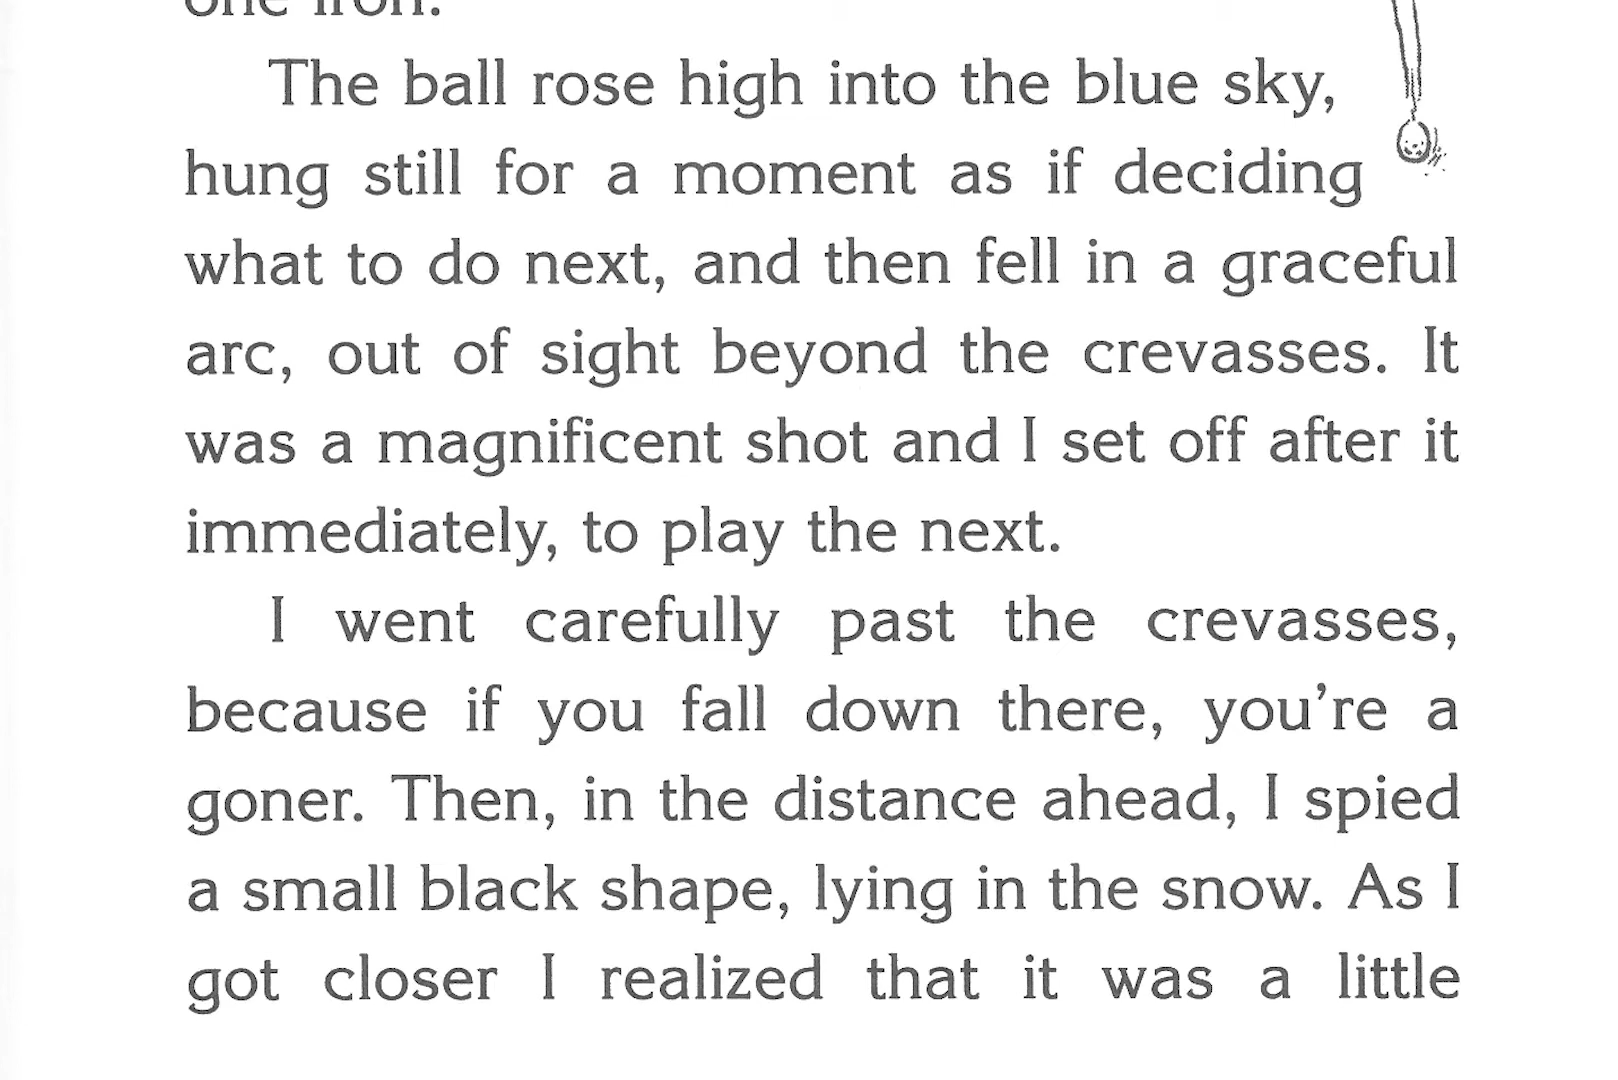 one iron.
The ball rose high into the blue sky,
hung still for a moment as if deciding
what to do next, and then fell in a graceful
arc, out of sight beyond the crevasses. It
was a magnificent shot and I set off after it
immediately, to play the next.
I went carefully past the crevasses,
because if you fall down there, you're a
goner. Then, in the distance ahead, I spied
a small black shape, lying in the snow. As I
got closer I realized that it was a little